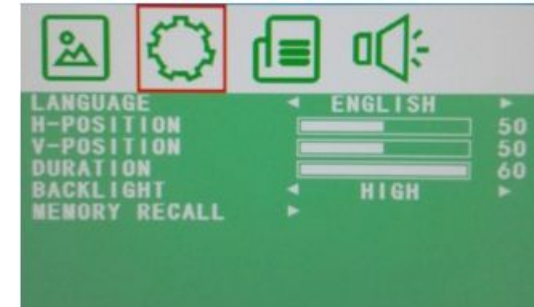 LANGUAGE ENGLISH
H-POSITION 50
V-POSITION 50
DURATION 60
BACKLIGHT HIGH
MEMORY RECALL